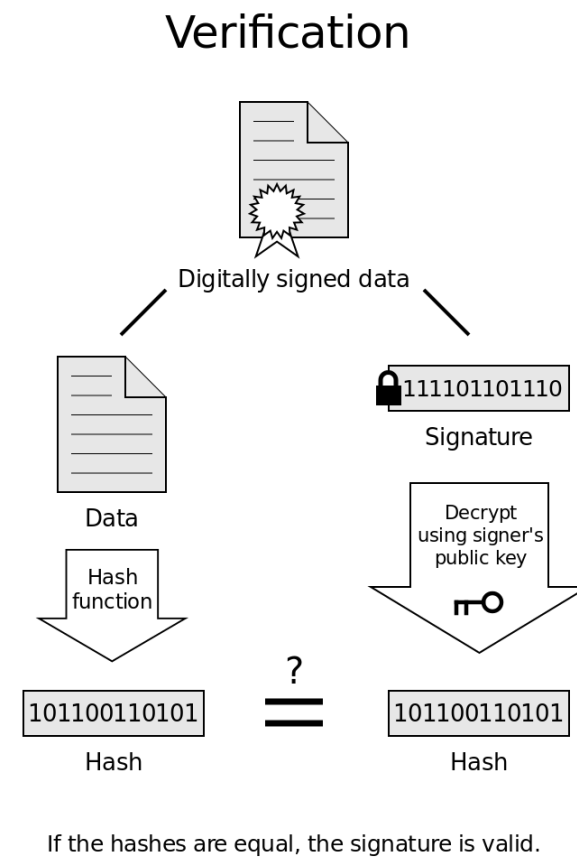 Verification
Digitally signed data
111101101110
Signature
Data
Decrypt
using signer's
public key
Hash
function
?
101100110101
101100110101
Hash
Hash
If the hashes are equal, the signature is valid.